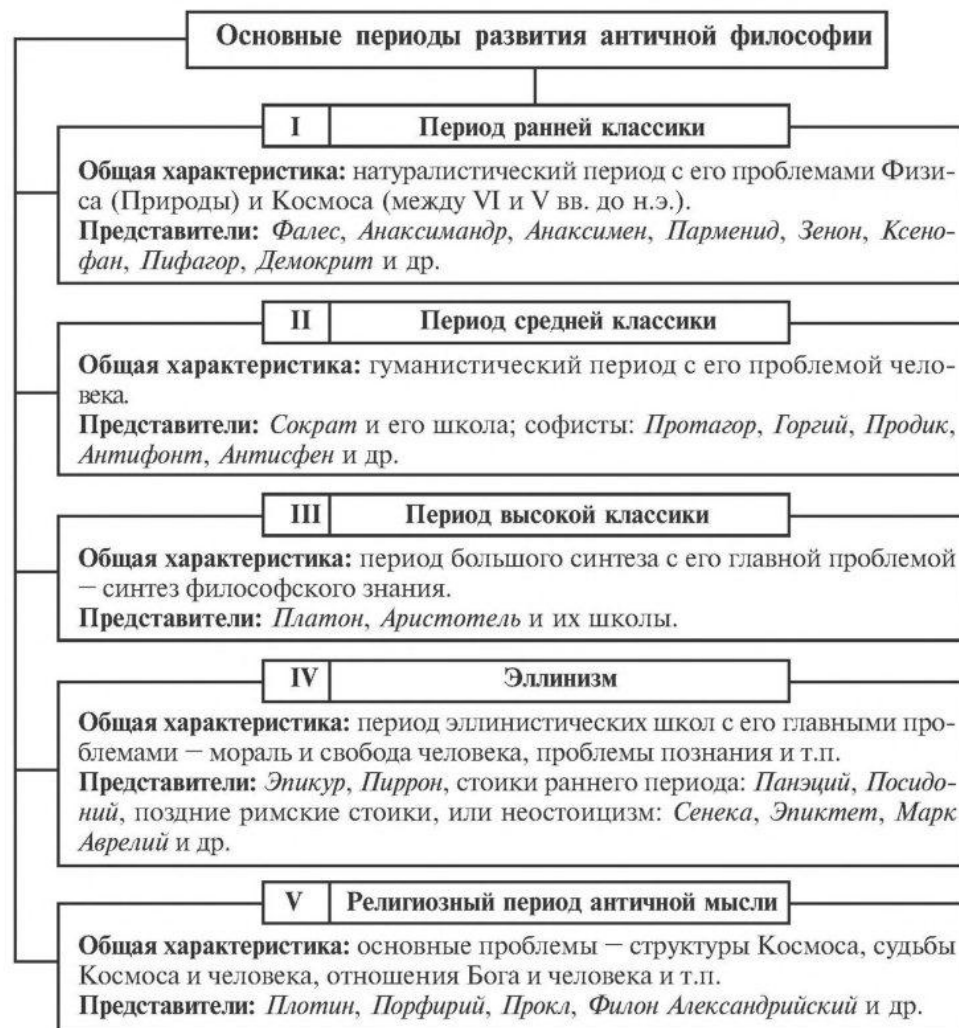 Основные периоды развития античной философии
I Период ранней классики
Общая характеристика: натуралистический период с его проблемами Физи-
са (Природы) и Космоса (между VI и V вв. до н.э.).
Представители: Фалес, Анаксимандр, Анаксимен, Парменид, Зенон, Ксено-
фан, Пифагор, Демокрит и др.
II Период средней классики
Общая характеристика: гуманистический период с его проблемой чело-
века.
Представители: Сократ и его школа; софисты: Протагор, Горгий, Продик,
Антифонт, Антисфен и др.
III Период высокой классики
Общая характеристика: период большого синтеза с его главной проблемой
– синтез философского знания.
Представители: Платон, Аристотель и их школы.
IV Эллинизм
Общая характеристика: период эллинистических школ с его главными про-
блемами – мораль и свобода человека, проблемы познания и т.п.
Представители: Эпикур, Пиррон, стоики раннего периода: Панэций, Посидо-
ний, поздние римские стоики, или неостоицизм: Сенека, Эпиктет, Марк
Аврелий и др.
V Религиозный период античной мысли
Общая характеристика: основные проблемы – структуры Космоса, судьбы
Космоса и человека, отношения Бога и человека и т.п.
Представители: Плотин, Порфирий, Прокл, Филон Александрийский и др.